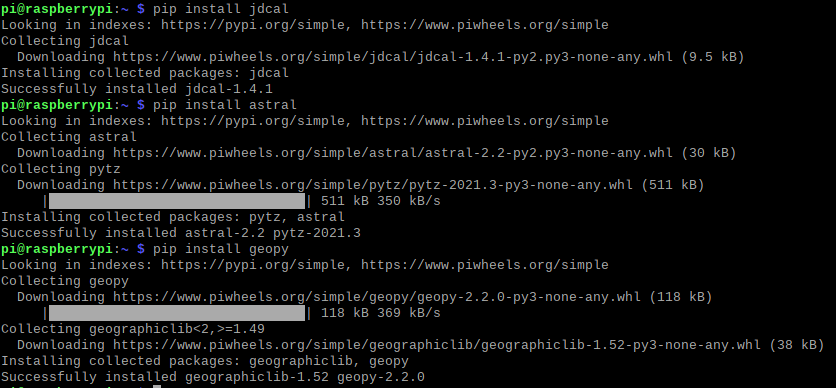 pi@raspberrypi:~ $ pip install jdcal
Looking in indexes: https://pypi.org/simple, https://www.piwheels.org/simple
Collecting jdcal
  Downloading https://www.piwheels.org/simple/jdcal/jdcal-1.4.1-py2.py3-none-any.whl (9.5 kB)
Installing collected packages: jdcal
Successfully installed jdcal-1.4.1
pi@raspberrypi:~ $ pip install astral
Looking in indexes: https://pypi.org/simple, https://www.piwheels.org/simple
Collecting astral
  Downloading https://www.piwheels.org/simple/astral/astral-2.2-py2.py3-none-any.whl (30 kB)
Collecting pytz
  Downloading https://www.piwheels.org/simple/pytz/pytz-2021.3-py3-none-any.whl (511 kB)
     |████████████████████████████████| 511 kB 350 kB/s
Installing collected packages: pytz, astral
Successfully installed astral-2.2 pytz-2021.3
pi@raspberrypi:~ $ pip install geopy
Looking in indexes: https://pypi.org/simple, https://www.piwheels.org/simple
Collecting geopy
  Downloading https://www.piwheels.org/simple/geopy/geopy-2.2.0-py3-none-any.whl (118 kB)
     |████████████████████████████████| 118 kB 369 kB/s
Collecting geographiclib<2,>=1.49
  Downloading https://www.piwheels.org/simple/geographiclib/geographiclib-1.52-py3-none-any.whl (38 kB)
Installing collected packages: geographiclib, geopy
Successfully installed geographiclib-1.52 geopy-2.2.0